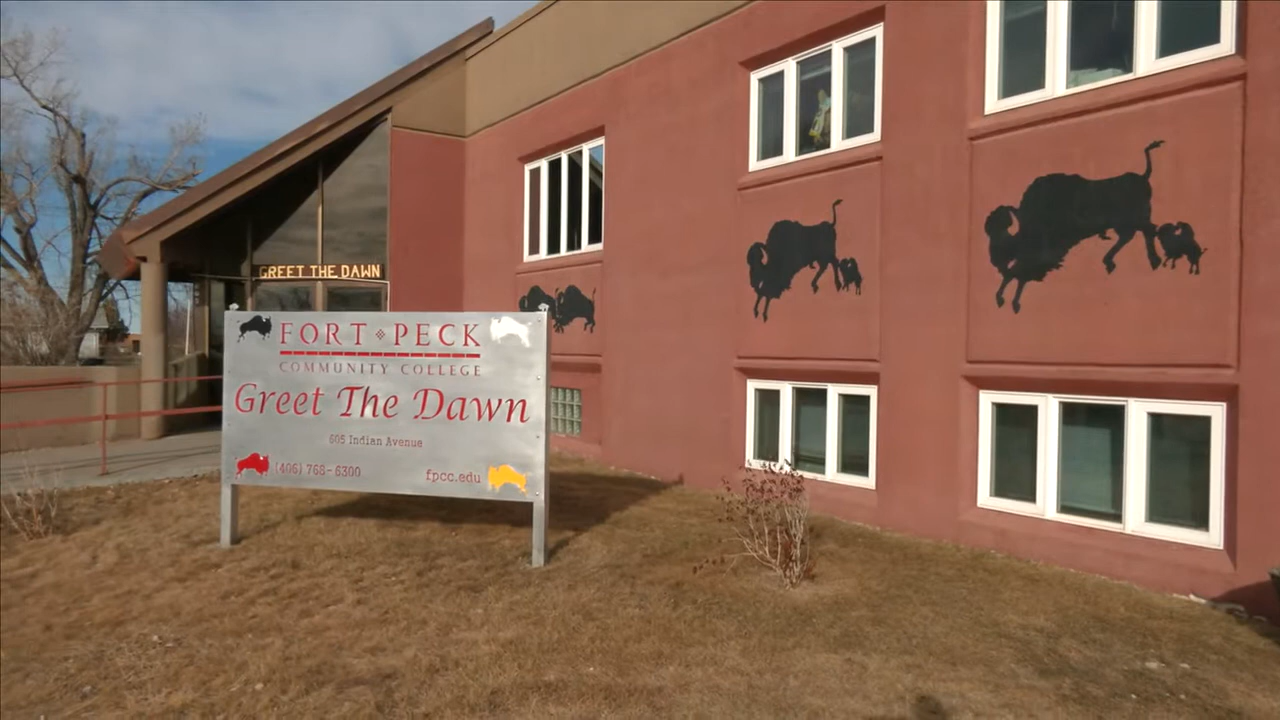 GREET THE DAWN
FORT PECK
COMMUNITY COLLEGE
Greet The Dawn
605 Indian Avenue
(406) 768-6300
fpcc.edu